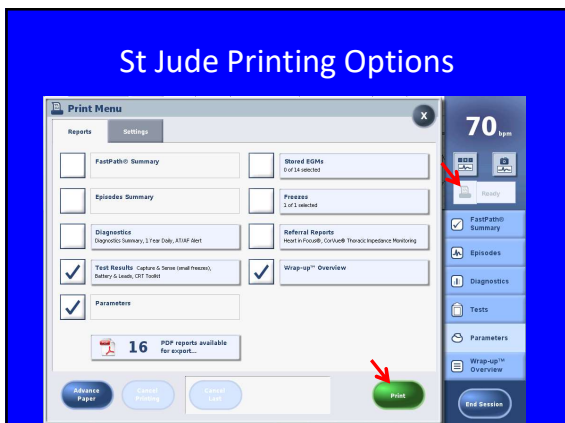 St Jude Printing Options
Print Menu
X
Reports
Settings
70 bpm
FastPath® Summary
Stored EGMs
0 of 14 selected
Ready
Episodes Summary
Freezes
1 of 1 selected
FastPath®
Summary
Diagnostics
Diagnostics Summary, 1 Year Daily, AT/AF Alert
Referral Reports
Heart in Focus®, CorVue® Thoracic Impedance Monitoring
Episodes
Diagnostics
Test Results Capture & Sense (small freezes),
Battery & Leads, CRT Toolkit
Wrap-up™ Overview
Tests
Parameters
Parameters
16
PDF reports available
for export...
Wrap-up™
Overview
Advance
Paper
Cancel
Printing
Cancel
Last
Print
End Session